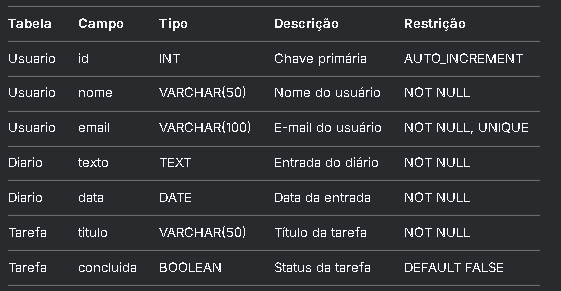 Tabela Campo Tipo Descrição Restrição
Usuario id INT Chave primária AUTO_INCREMENT
Usuario nome VARCHAR(50) Nome do usuário NOT NULL
Usuario email VARCHAR(100) E-mail do usuário NOT NULL, UNIQUE
Diario texto TEXT Entrada do diário NOT NULL
Diario data DATE Data da entrada NOT NULL
Tarefa titulo VARCHAR(50) Título da tarefa NOT NULL
Tarefa concluida BOOLEAN Status da tarefa DEFAULT FALSE